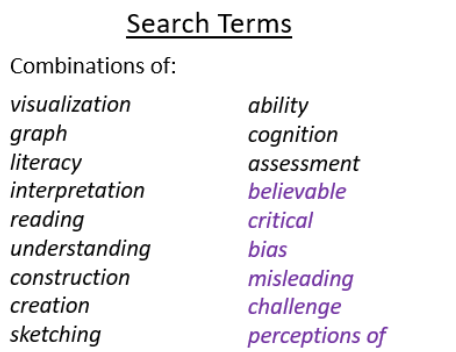 Search Terms
Combinations of:
visualization
graph
literacy
interpretation
reading
understanding
construction
creation
sketching
ability
cognition
assessment
believable
critical
bias
misleading
challenge
perceptions of